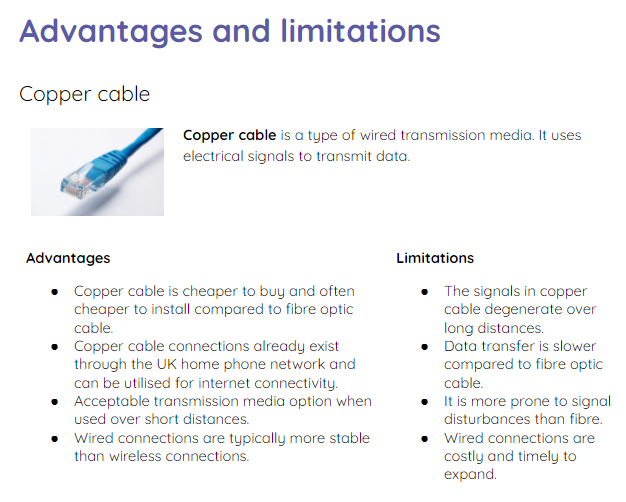 Advantages and limitations
Copper cable
Copper cable is a type of wired transmission media. It uses
electrical signals to transmit data.
Advantages
● Copper cable is cheaper to buy and often
cheaper to install compared to fibre optic
cable.
● Copper cable connections already exist
through the UK home phone network and
can be utilised for internet connectivity.
● Acceptable transmission media option when
used over short distances.
● Wired connections are typically more stable
than wireless connections.
Limitations
● The signals in copper
cable degenerate over
long distances.
● Data transfer is slower
compared to fibre optic
cable.
● It is more prone to signal
disturbances than fibre.
● Wired connections are
costly and timely to
expand.